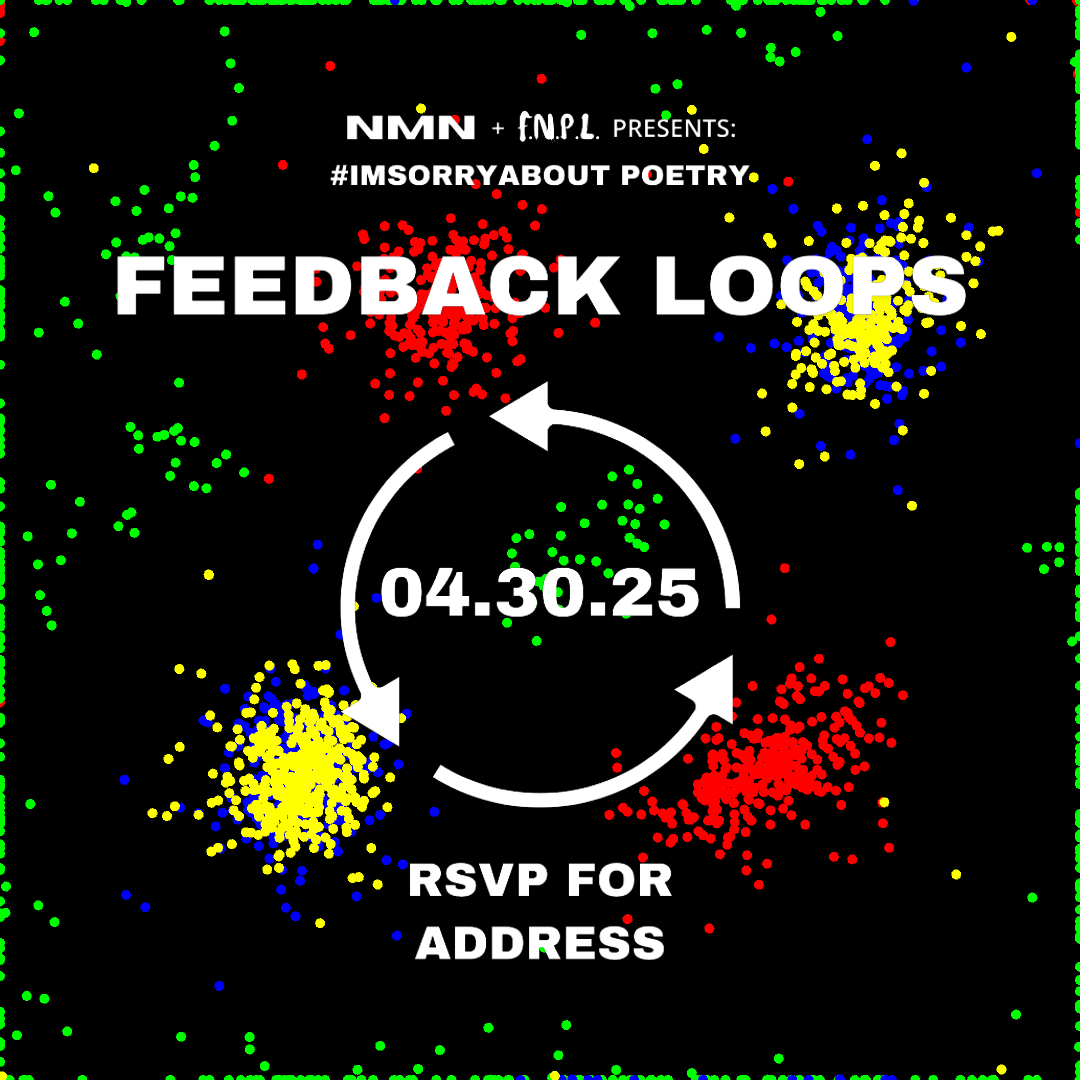 NMN + F.N.P.L. PRESENTS:
#IMSORRYABOUT POETRY
FEEDBACK LOOPS
04.30.25
RSVP FOR
ADDRESS